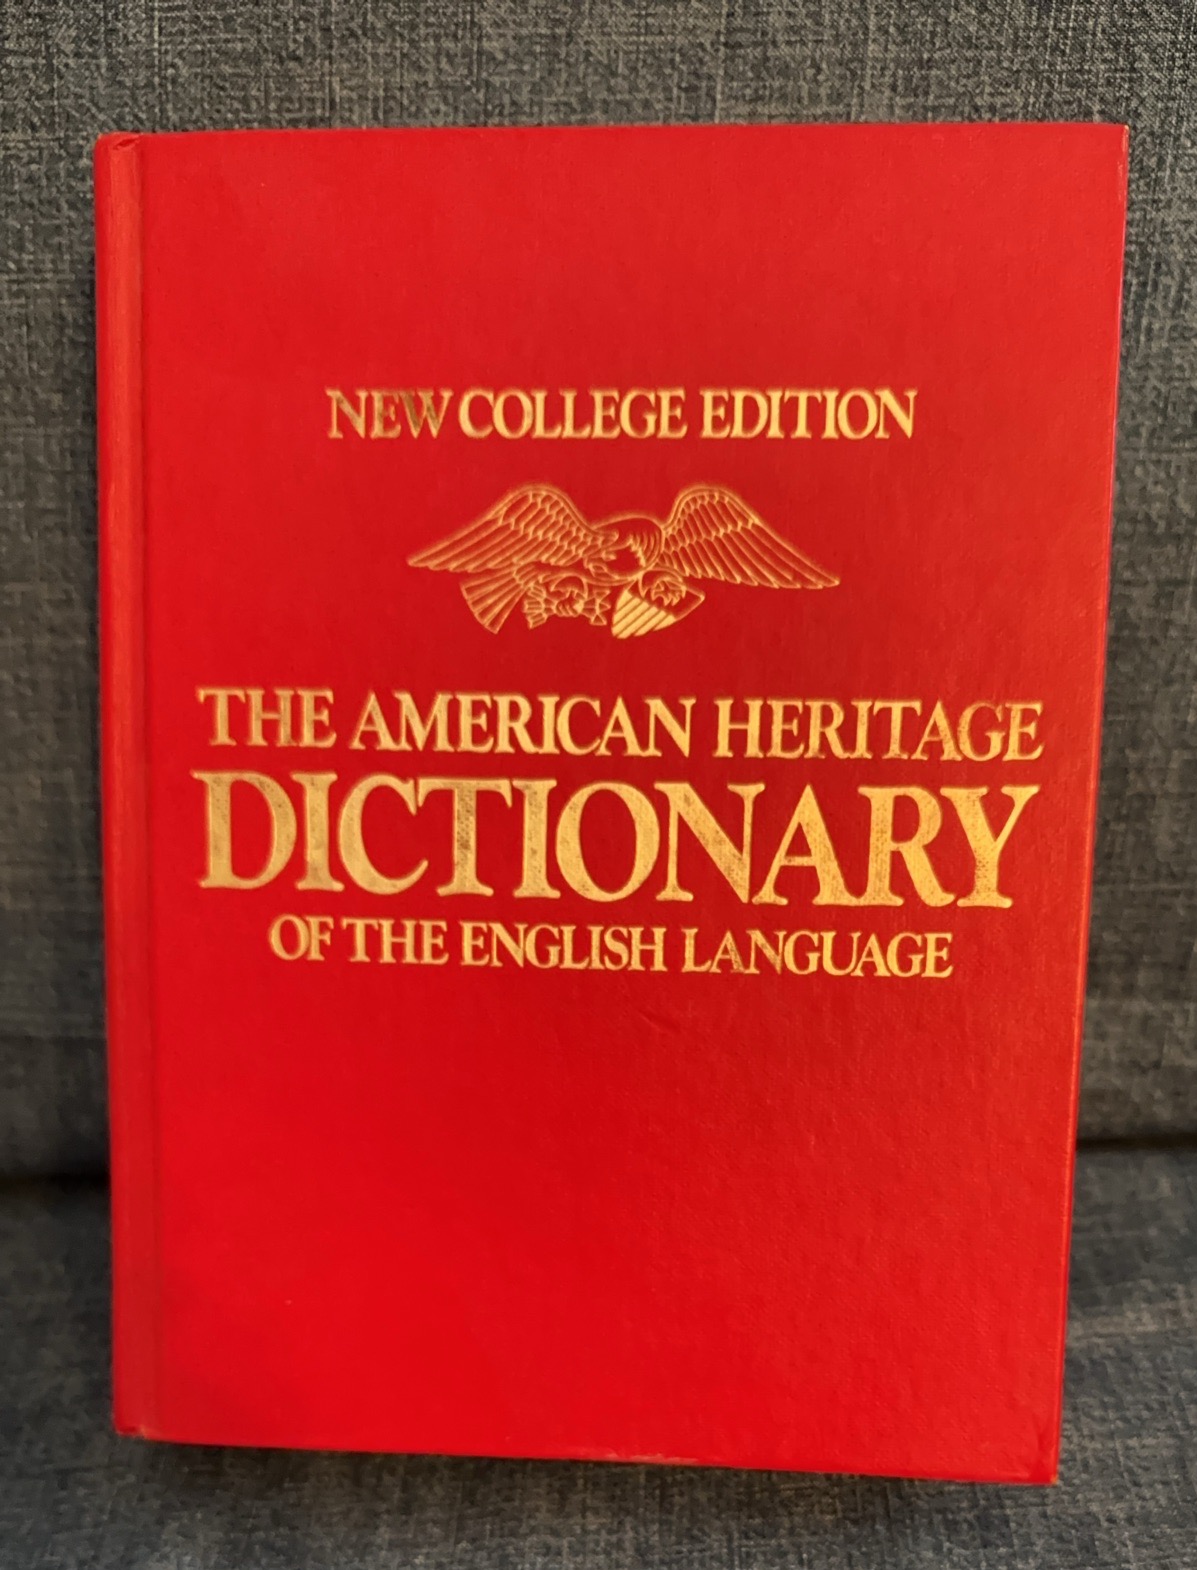 NEW COLLEGE EDITION
THE AMERICAN HERITAGE
DICTIONARY
OF THE ENGLISH LANGUAGE